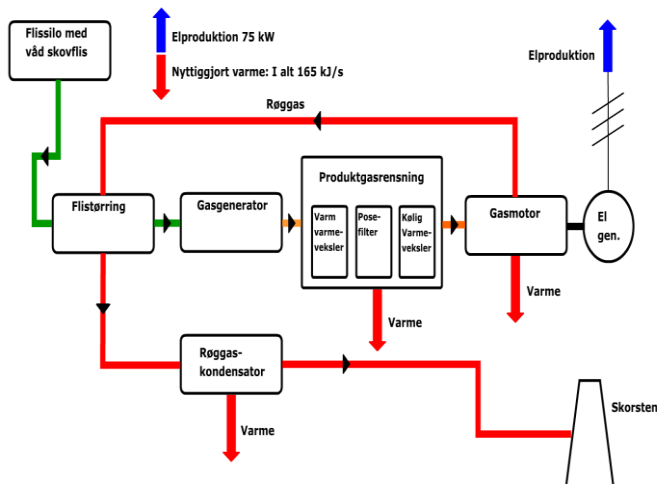 Flissilo med
våd skovflis
Elproduktion 75 kW
Nyttiggjort varme: I alt 165 kJ/s
Elproduktion
Røggas
Flistørring
Gasgenerator
Produktgasrensning
Varm
varme-
veksler
Pose-
filter
Kølig
Varme-
veksler
Gasmotor
El
gen.
Varme
Varme
Røggas-
kondensator
Varme
Skorsten